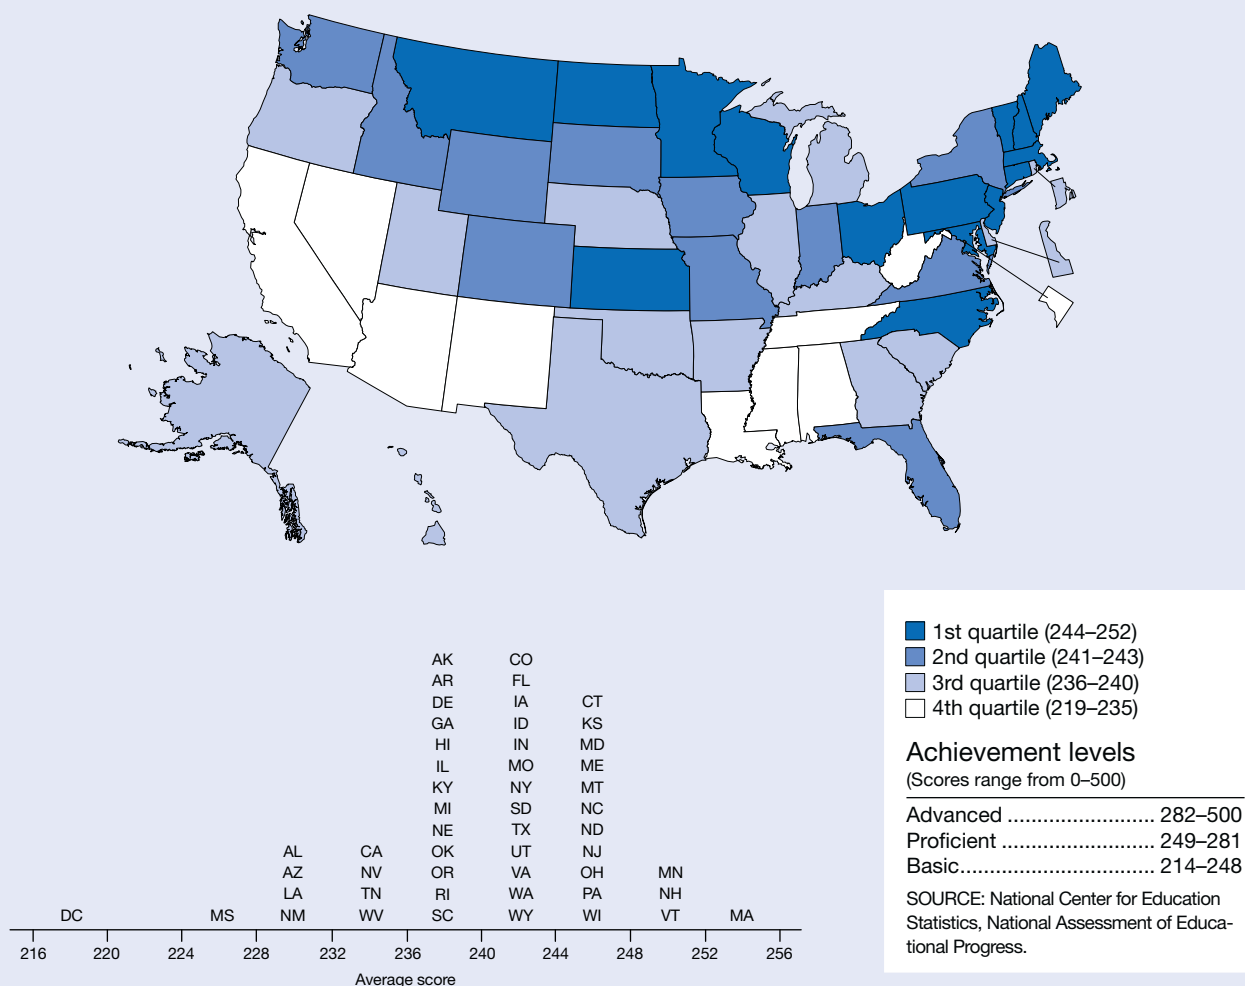 1st quartile (244–252)
2nd quartile (241–243)
3rd quartile (236–240)
4th quartile (219–235)
Achievement levels
(Scores range from 0–500)
Advanced ......................... 282–500
Proficient .......................... 249–281
Basic................................. 214–248
SOURCE: National Center for Education
Statistics, National Assessment of Educa-
tional Progress.
AK CO
AR FL
DE IA CT
GA ID KS
HI IN MD
IL MO ME
KY NY MT
MI SD NC
NE TX ND
AL CA OK UT NJ
AZ NV OR VA OH MN
LA TN RI WA PA NH
DC MS NM WV SC WY WI VT MA
216 220 224 228 232 236 240 244 248 252 256
Average score